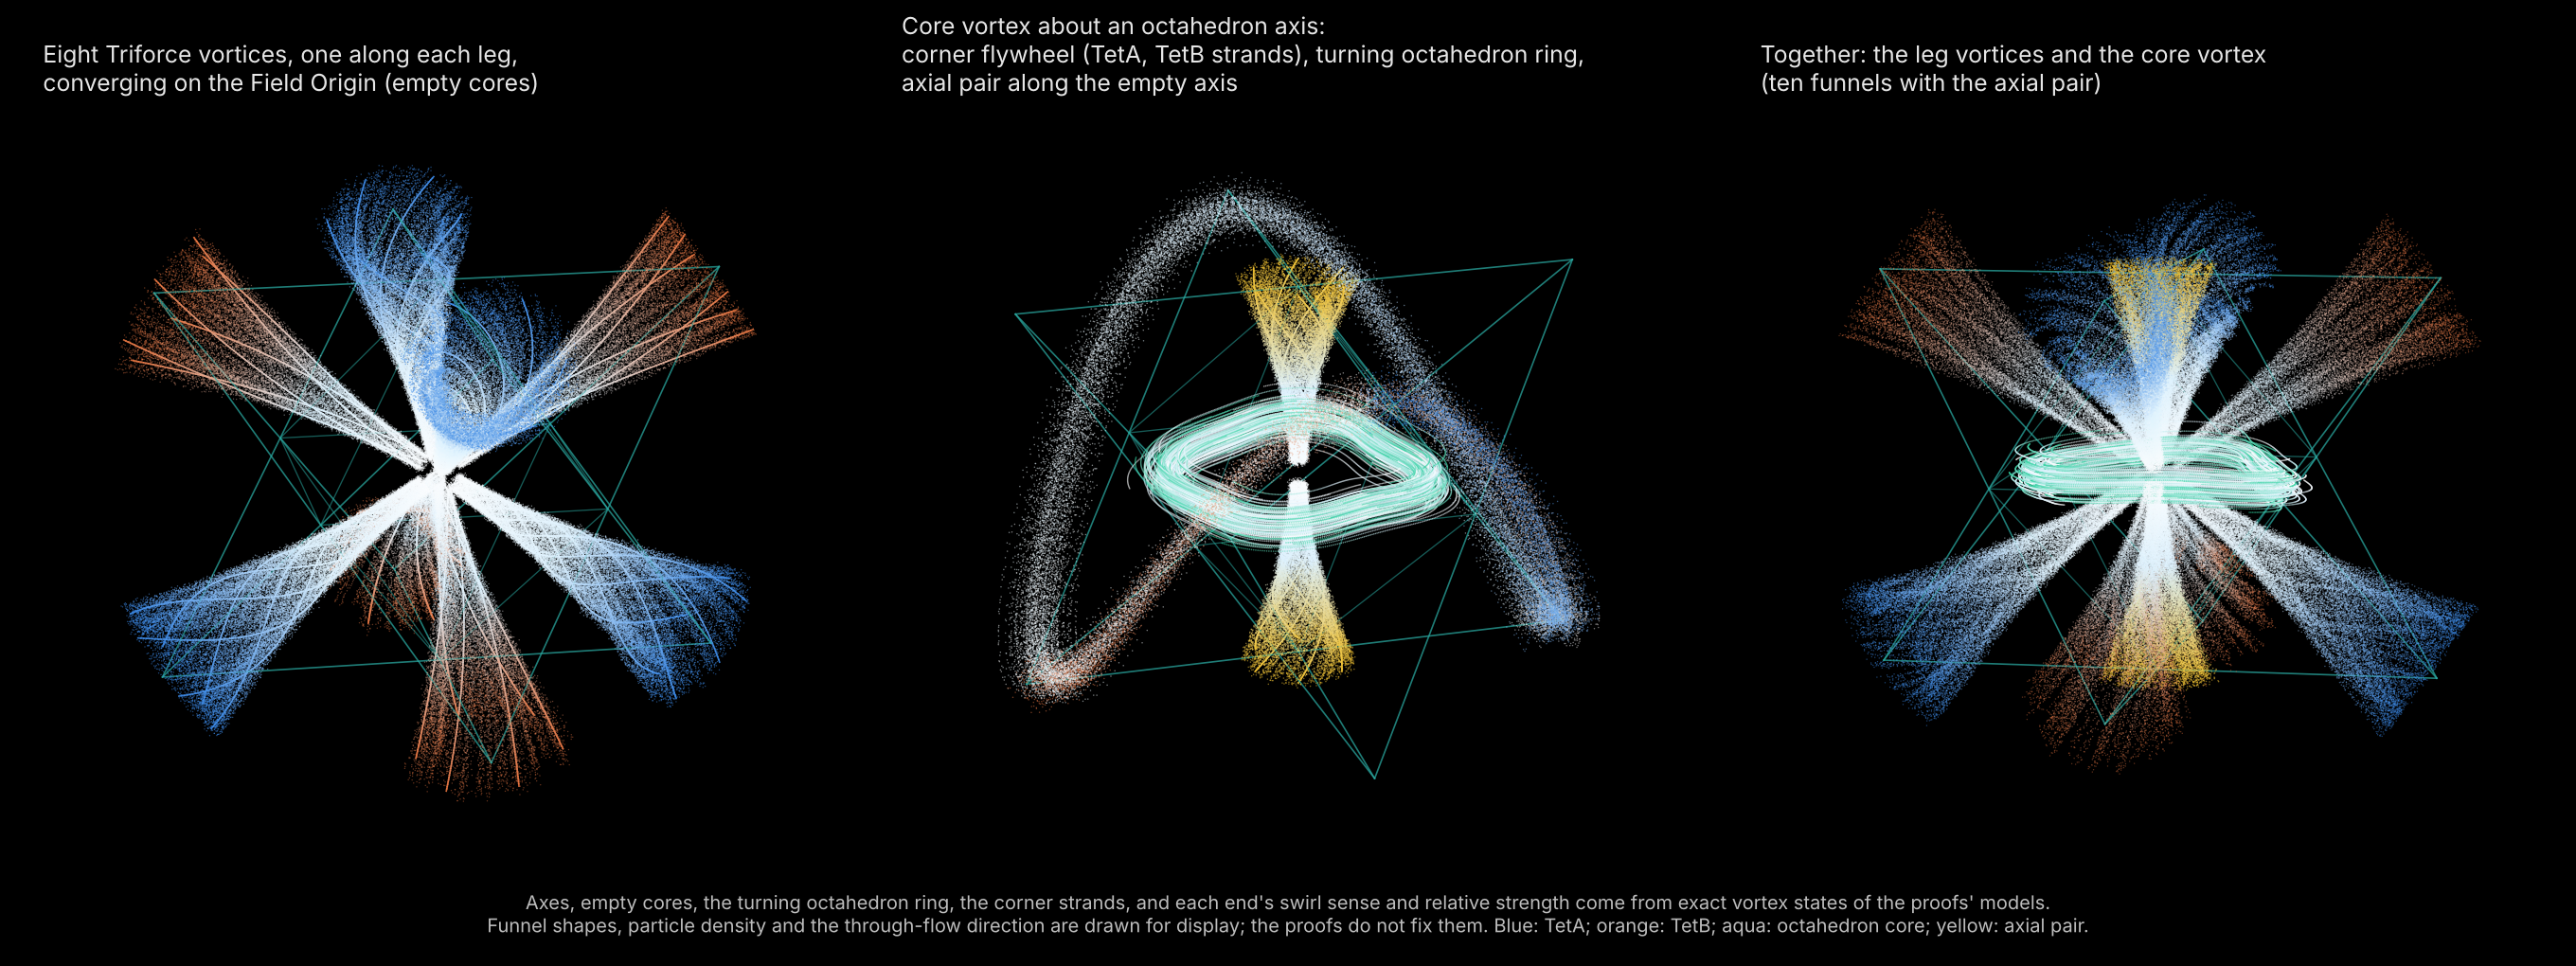 Eight Triforce vortices, one along each leg,
converging on the Field Origin (empty cores)
Core vortex about an octahedron axis:
corner flywheel (TetA, TetB strands), turning octahedron ring,
axial pair along the empty axis
Together: the leg vortices and the core vortex
(ten funnels with the axial pair)
Axes, empty cores, the turning octahedron ring, the corner strands, and each end's swirl sense and relative strength come from exact vortex states of the proofs' models.
Funnel shapes, particle density and the through-flow direction are drawn for display; the proofs do not fix them. Blue: TetA; orange: TetB; aqua: octahedron core; yellow: axial pair.